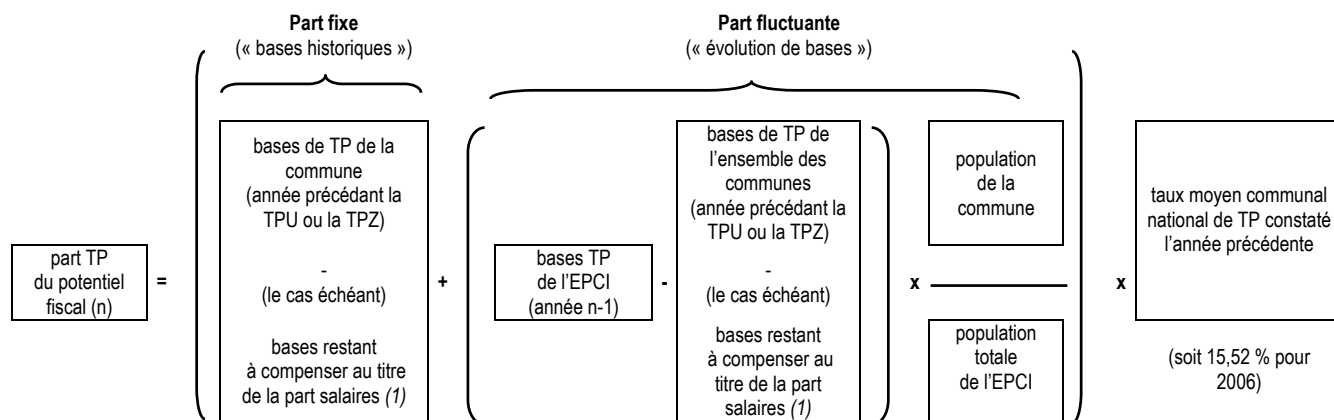 Part fixe
(« bases historiques »)
Part fluctuante
(« évolution de bases »)
part TP
du potentiel
fiscal (n)
=
bases de TP de la
commune
(année précédant la
TPU ou la TPZ)
-
(le cas échéant)
bases restant
à compenser au titre
de la part salaires (1)
+
bases TP
de l’EPCI
(année n-1)
-
bases de TP de
l’ensemble des
communes
(année précédant la
TPU ou la TPZ)
-
(le cas échéant)
bases restant
à compenser au
titre de la part
salaires (1)
x
population
de la
commune
population
totale
de l’EPCI
x
taux moyen communal
national de TP constaté
l’année précédente
(soit 15,52 % pour
2006)